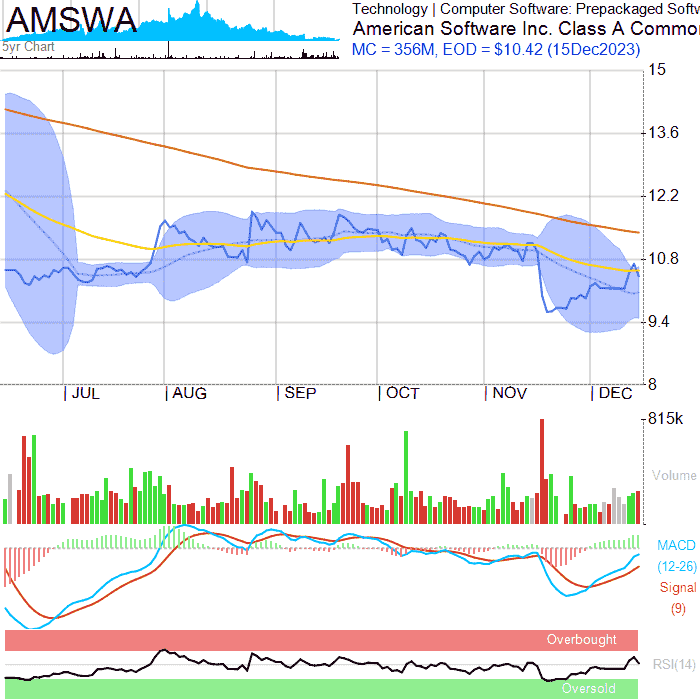 AMSWA
5yr Chart
Technology | Computer Software: Prepackaged Softw
American Software Inc. Class A Common
MC = 356M, EOD = $10.42 (15Dec2023)
15
13.6
12.2
10.8
9.4
8
JUL
AUG
SEP
OCT
NOV
DEC
815k
Volume
MACD
(12-26)
Signal
(9)
Overbought
RSI(14)
Oversold